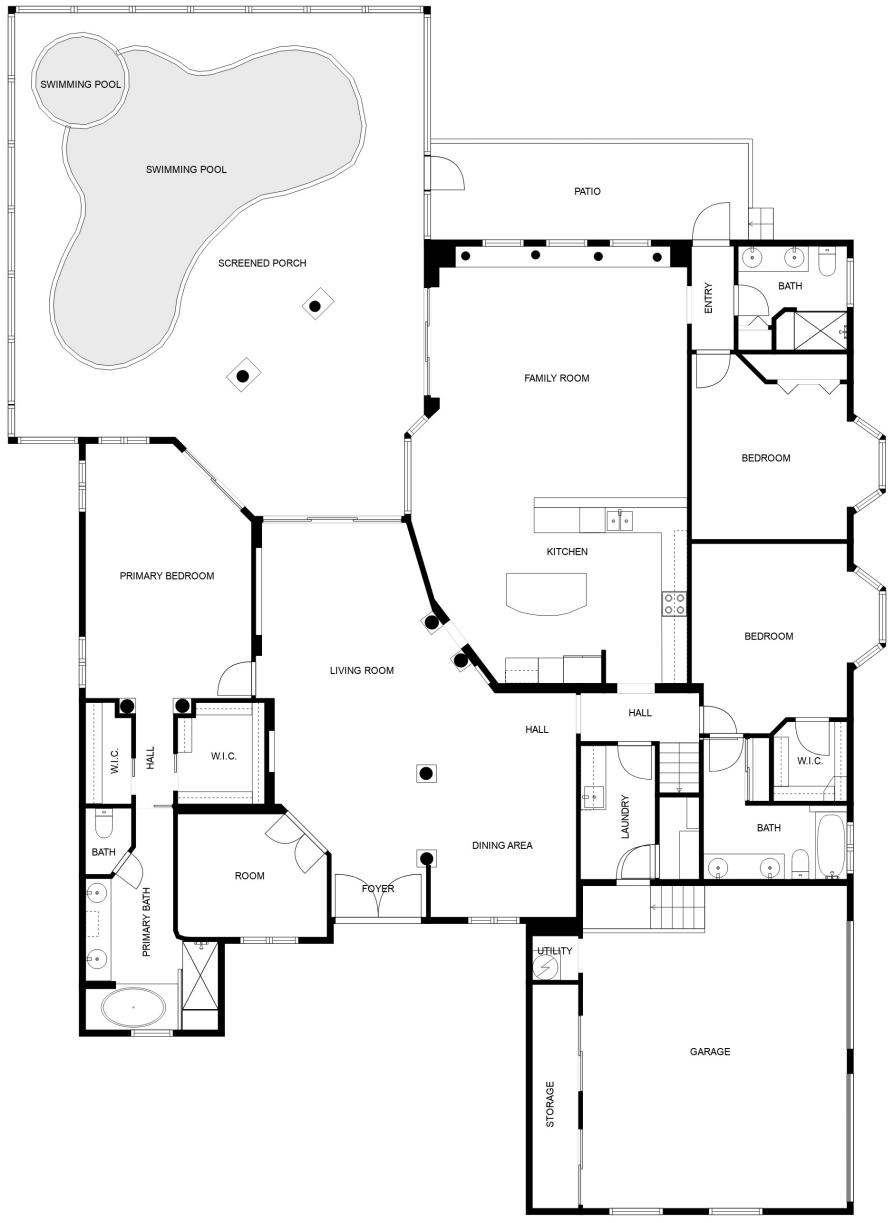 SWIMMING POOL
SWIMMING POOL
PATIO
SCREENED PORCH
BATH
ENTRY
FAMILY ROOM
BEDROOM
KITCHEN
PRIMARY BEDROOM
BEDROOM
LIVING ROOM
HALL
HALL
W.I.C.
HALL
W.I.C.
W.I.C.
LAUNDRY
BATH
DINING AREA
BATH
ROOM
FOYER
PRIMARY BATH
UTILITY
GARAGE
STORAGE